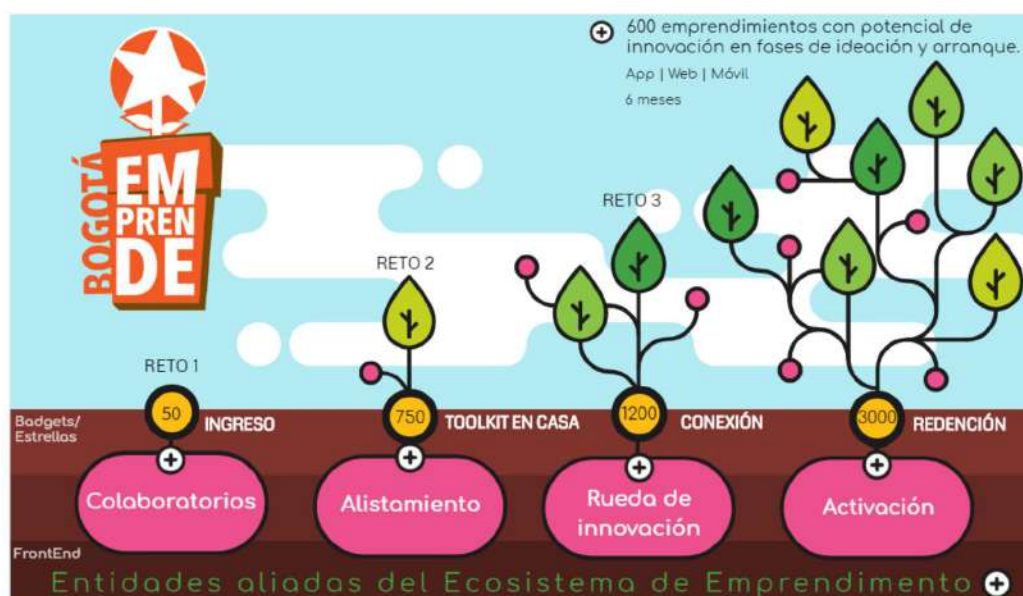 BOGOTÁ
EM
PREN
DE
600 emprendimientos con potencial de
innovación en fases de ideación y arranque.
App | Web | Móvil
6 meses
RETO 1
RETO 2
RETO 3
Badgets/
Estrellas
50 INGRESO
750 TOOLKIT EN CASA
1200 CONEXIÓN
3000 REDENCIÓN
Colaboratorios
Alistamiento
Rueda de
innovación
Activación
FrontEnd
Entidades aliadas del Ecosistema de Emprendimento